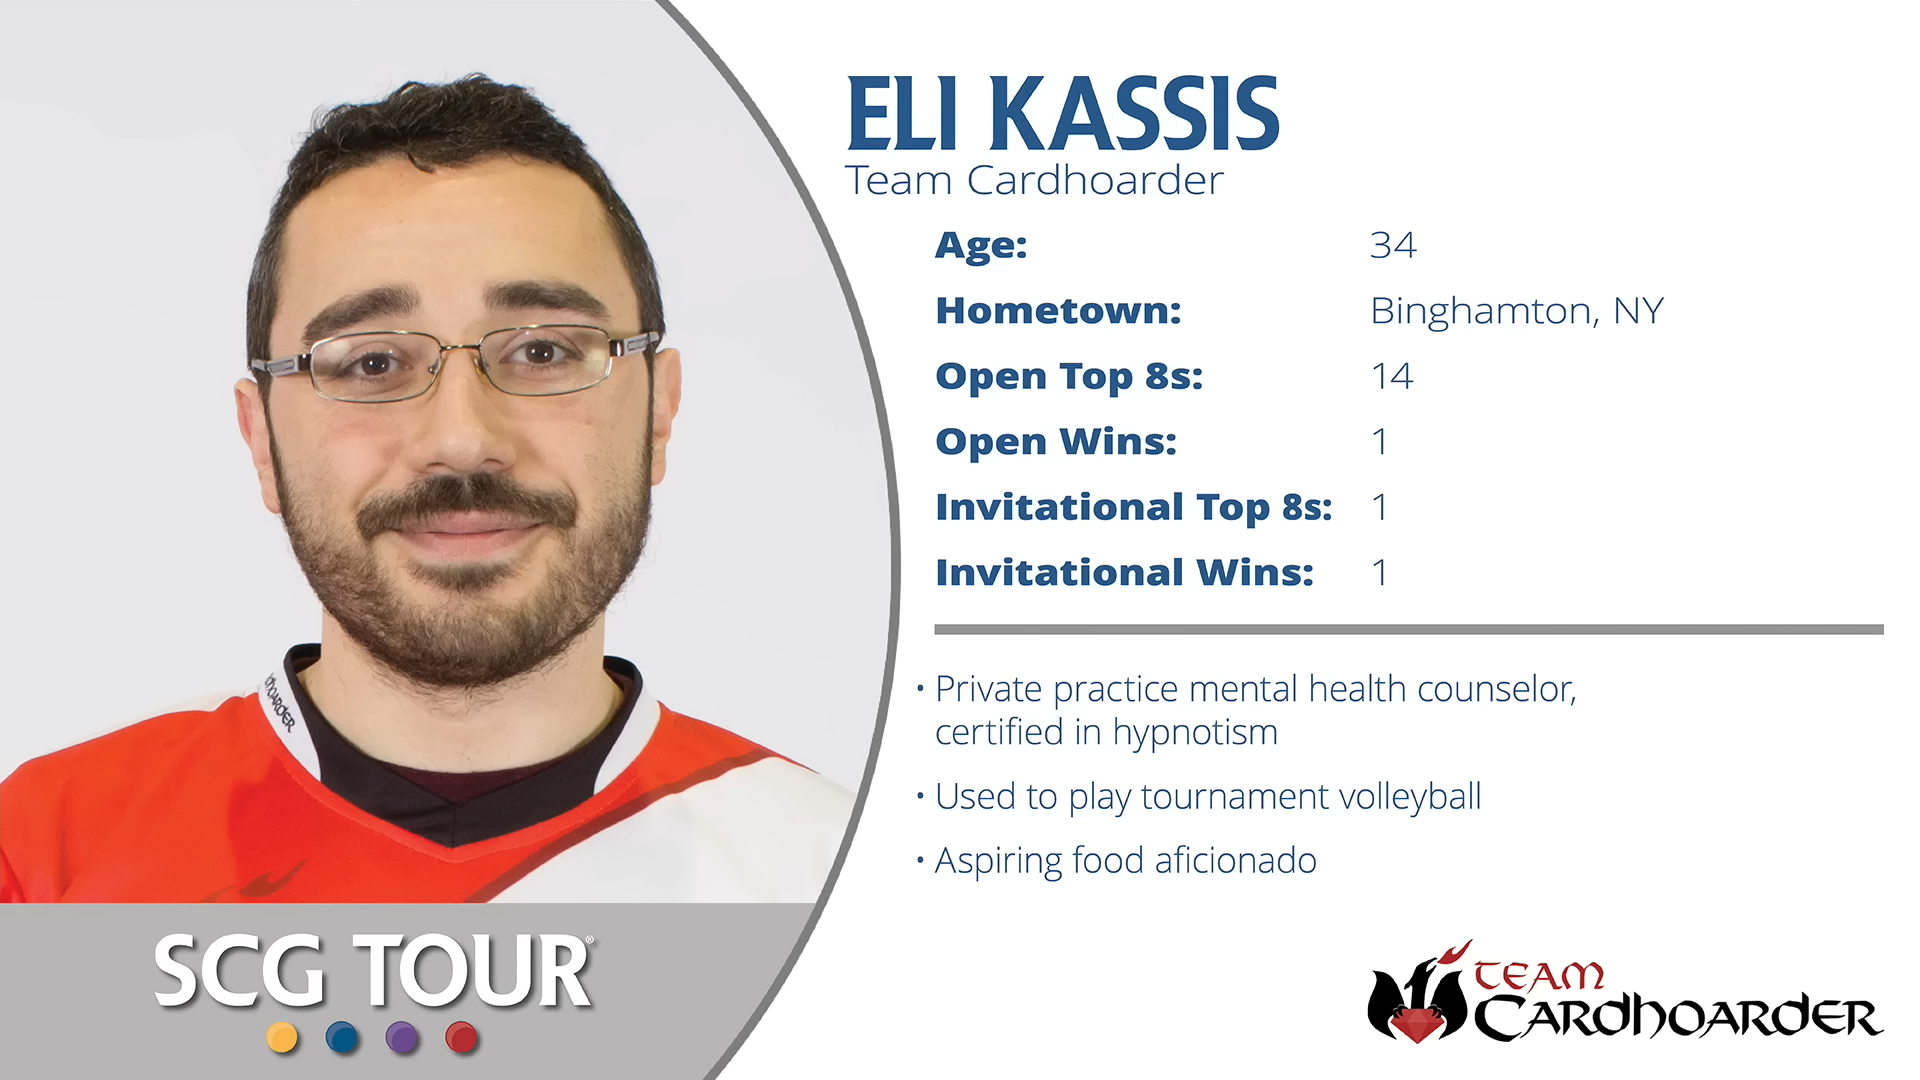 ELI KASSIS
Team Cardhoarder
Age: 34
Hometown: Binghamton, NY
Open Top 8s: 14
Open Wins: 1
Invitational Top 8s: 1
Invitational Wins: 1
• Private practice mental health counselor,
certified in hypnotism
• Used to play tournament volleyball
• Aspiring food aficionado
SCG TOUR®
TEAM
CARDHOARDER